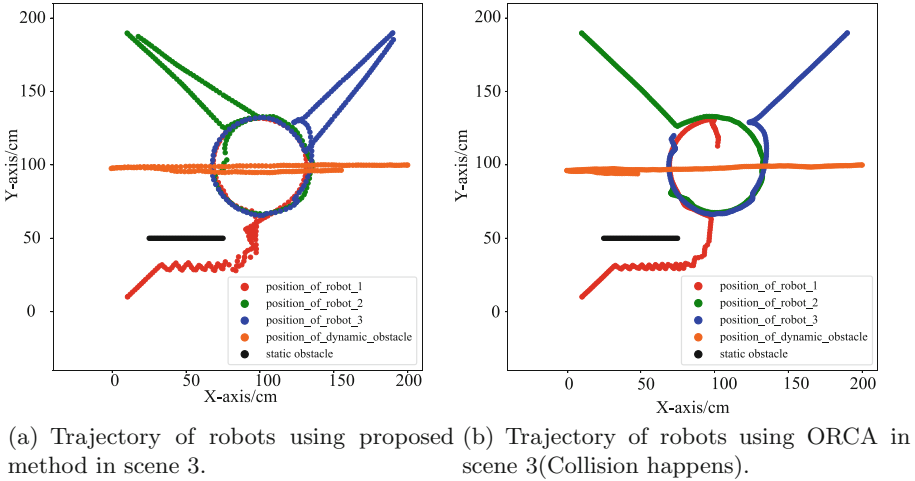 200
150
100
50
0
Y-axis/cm
position_of_robot_1
position_of_robot_2
position_of_robot_3
position_of_dynamic_obstacle
static obstacle
0 50 100 150 200
X-axis/cm
200
150
100
50
0
Y-axis/cm
position_of_robot_1
position_of_robot_2
position_of_robot_3
position_of_dynamic_obstacle
static obstacle
0 50 100 150 200
X-axis/cm
(a) Trajectory of robots using proposed
method in scene 3.
(b) Trajectory of robots using ORCA in
scene 3(Collision happens).